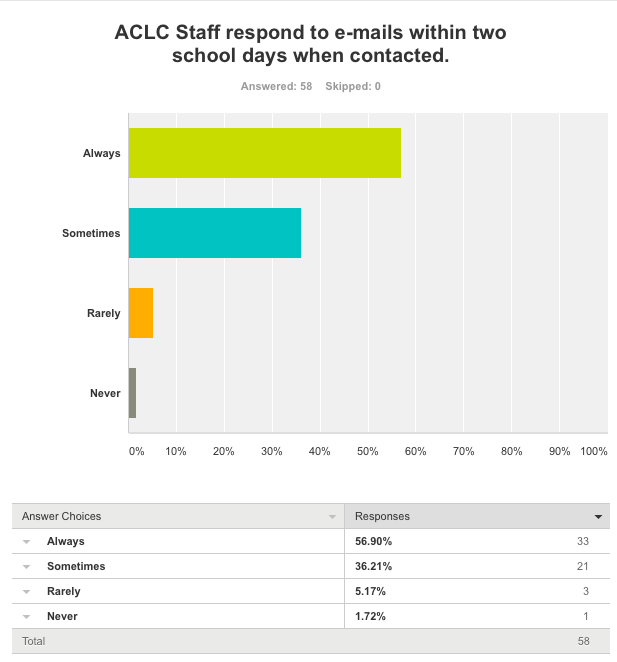 ACLC Staff respond to e-mails within two
school days when contacted.
Answered: 58 Skipped: 0
Always
Sometimes
Rarely
Never
0% 10% 20% 30% 40% 50% 60% 70% 80% 90% 100%
Answer Choices Responses
Always 56.90% 33
Sometimes 36.21% 21
Rarely 5.17% 3
Never 1.72% 1
Total 58